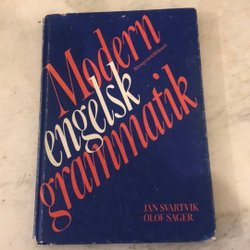 Modern
engelsk
grammatik
JAN SVARTVIK
OLOF SAGER